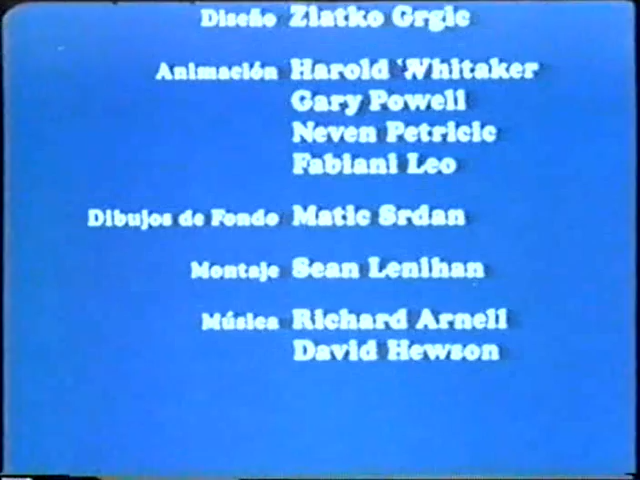 Diseño Zlatko Grgic
Animación Harold Whitaker
Gary Powell
Neven Petricic
Fabiani Leo
Dibujos de Fondo Matic Srdan
Montaje Sean Lenihan
Música Richard Arnell
David Hewson